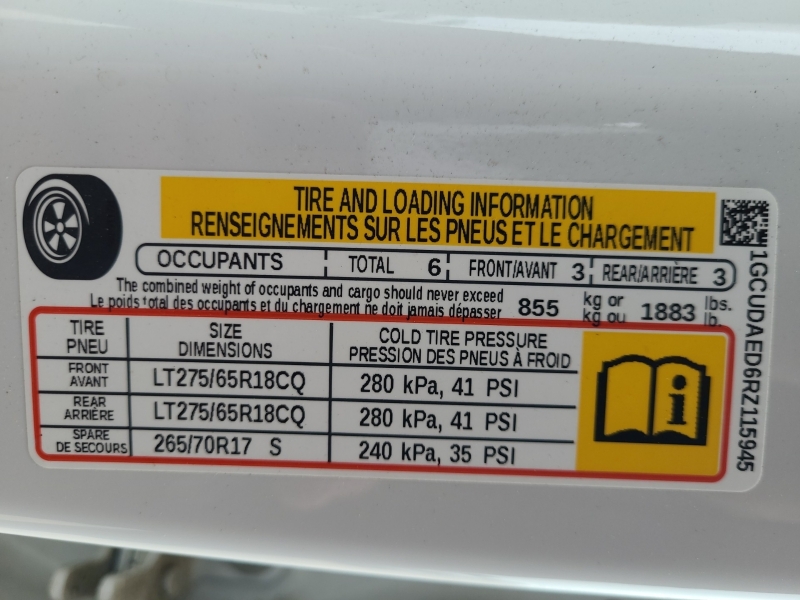 TIRE AND LOADING INFORMATION
RENSEIGNEMENTS SUR LES PNEUS ET LE CHARGEMENT
OCCUPANTS TOTAL 6 FRONT/AVANT 3 REAR/ARRIÈRE 3
The combined weight of occupants and cargo should never exceed
Le poids total des occupants et du chargement ne doit jamais dépasser
855 kg or 1883 lbs.
kg ou lb.
TIRE SIZE COLD TIRE PRESSURE
PNEU DIMENSIONS PRESSION DES PNEUS À FROID
FRONT
AVANT LT275/65R18CQ 280 kPa, 41 PSI
REAR
ARRIÈRE LT275/65R18CQ 280 kPa, 41 PSI
SPARE
DE SECOURS 265/70R17 S 240 kPa, 35 PSI
1GCUDAED6RZ115945